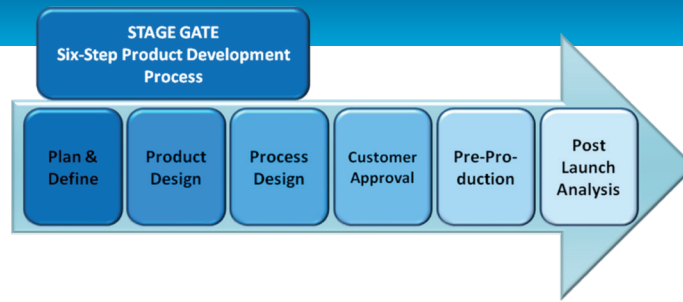 STAGE GATE
Six-Step Product Development
Process
Plan &
Define
Product
Design
Process
Design
Customer
Approval
Pre-Pro-
duction
Post
Launch
Analysis